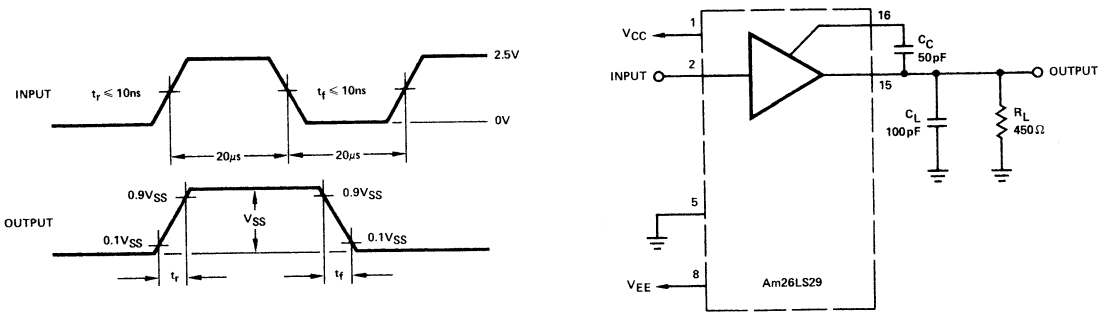 INPUT
t_r ≤ 10ns
t_f ≤ 10ns
2.5V
0V
20μs
20μs
OUTPUT
0.9V_SS
0.1V_SS
V_SS
0.9V_SS
0.1V_SS
t_r
t_f
V_CC
1
16
C_C
50pF
INPUT
2
15
OUTPUT
C_L
100pF
R_L
450Ω
5
V_EE
8
Am26LS29